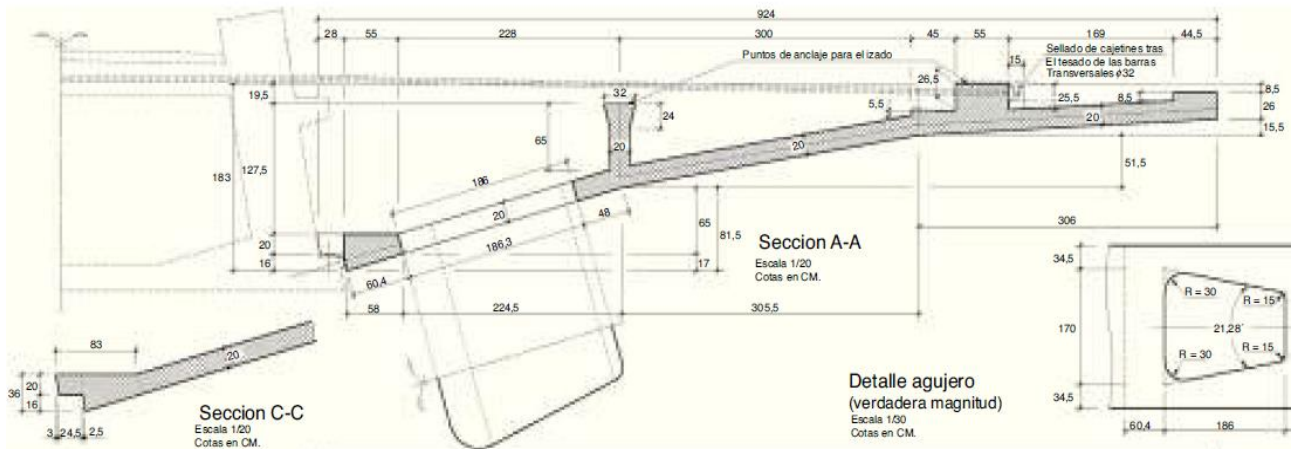 924
28 55 228 300 45 55 169 44,5
Puntos de anclaje para el izado
15
Sellado de cajetines tras
El tesado de las barras
Transversales ø32
26,5
19,5
32
24
5,5
25,5
8,5
8,5
26
15,5
65
20
20
20
51,5
183
127,5
186
20
48
65
81,5
306
20
16
186,3
17
Seccion A-A
Escala 1/20
Cotas en CM.
60,4
58 224,5 305,5
83
20
36
20
16
3 24,5 2,5
Seccion C-C
Escala 1/20
Cotas en CM.
Detalle agujero
(verdadera magnitud)
Escala 1/30
Cotas en CM.
34,5
170
34,5
R = 30
R = 15
21,28´
R = 15
R = 30
60,4 186